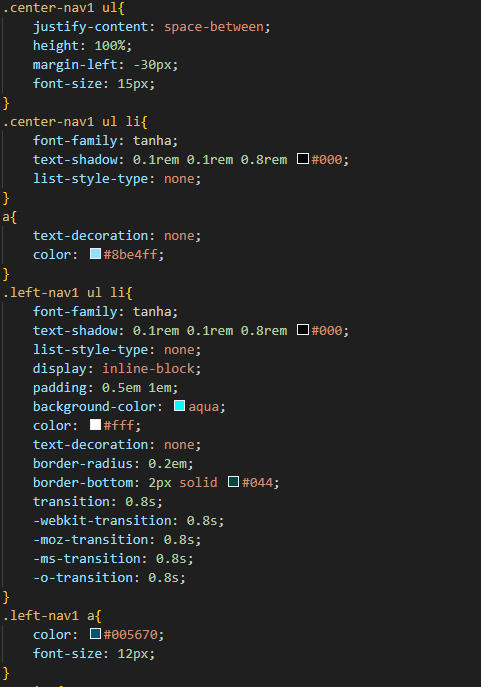 .center-nav1 ul{
    justify-content: space-between;
    height: 100%;
    margin-left: -30px;
    font-size: 15px;
}
.center-nav1 ul li{
    font-family: tanha;
    text-shadow: 0.1rem 0.1rem 0.8rem #000;
    list-style-type: none;
}
a{
    text-decoration: none;
    color: #8be4ff;
}
.left-nav1 ul li{
    font-family: tanha;
    text-shadow: 0.1rem 0.1rem 0.8rem #000;
    list-style-type: none;
    display: inline-block;
    padding: 0.5em 1em;
    background-color: aqua;
    color: #fff;
    text-decoration: none;
    border-radius: 0.2em;
    border-bottom: 2px solid #044;
    transition: 0.8s;
    -webkit-transition: 0.8s;
    -moz-transition: 0.8s;
    -ms-transition: 0.8s;
    -o-transition: 0.8s;
}
.left-nav1 a{
    color: #005670;
    font-size: 12px;
}